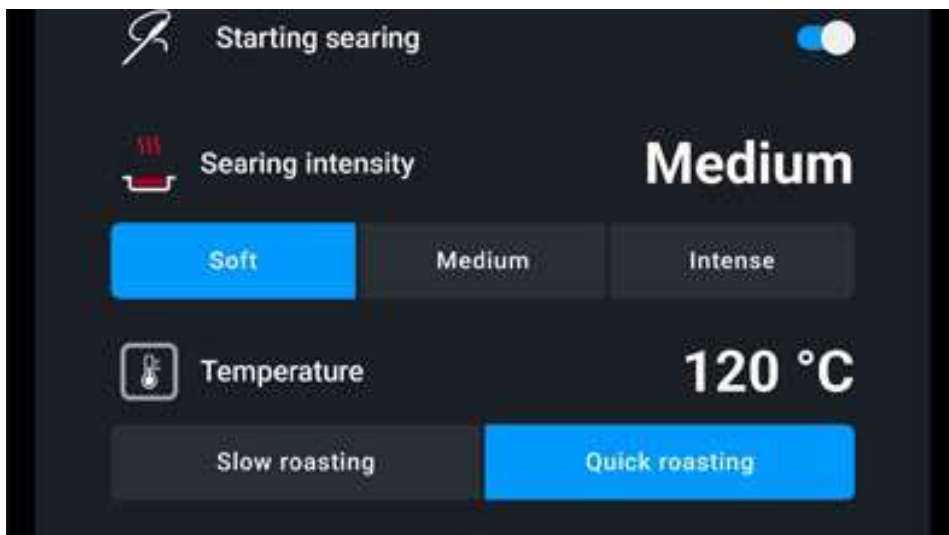 Starting searing
Searing intensity Medium
Soft Medium Intense
Temperature 120 °C
Slow roasting Quick roasting